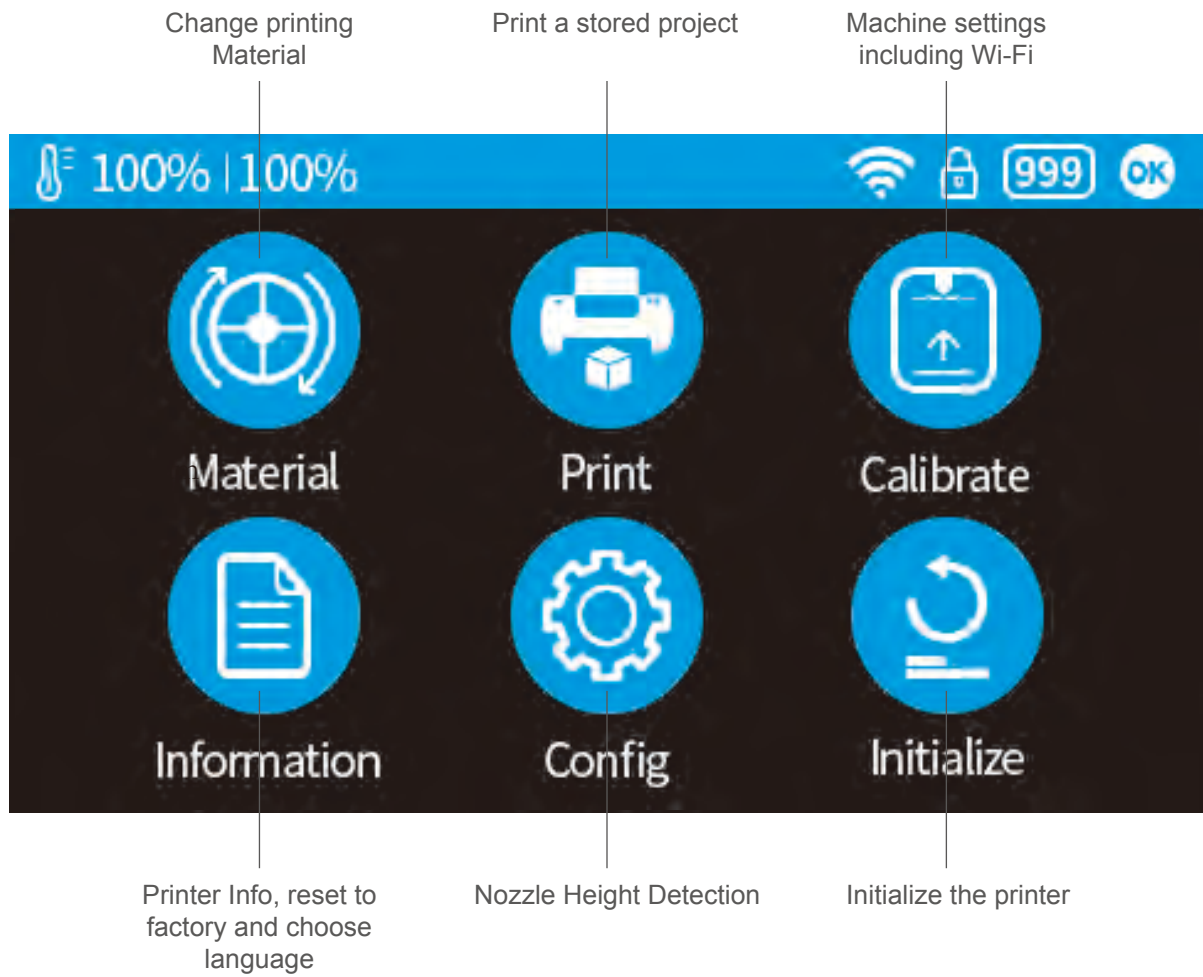 Change printing
Material
Print a stored project
Machine settings
including Wi-Fi
100% | 100%
999
OK
Material
Print
Calibrate
Information
Config
Initialize
Printer Info, reset to
factory and choose
language
Nozzle Height Detection
Initialize the printer